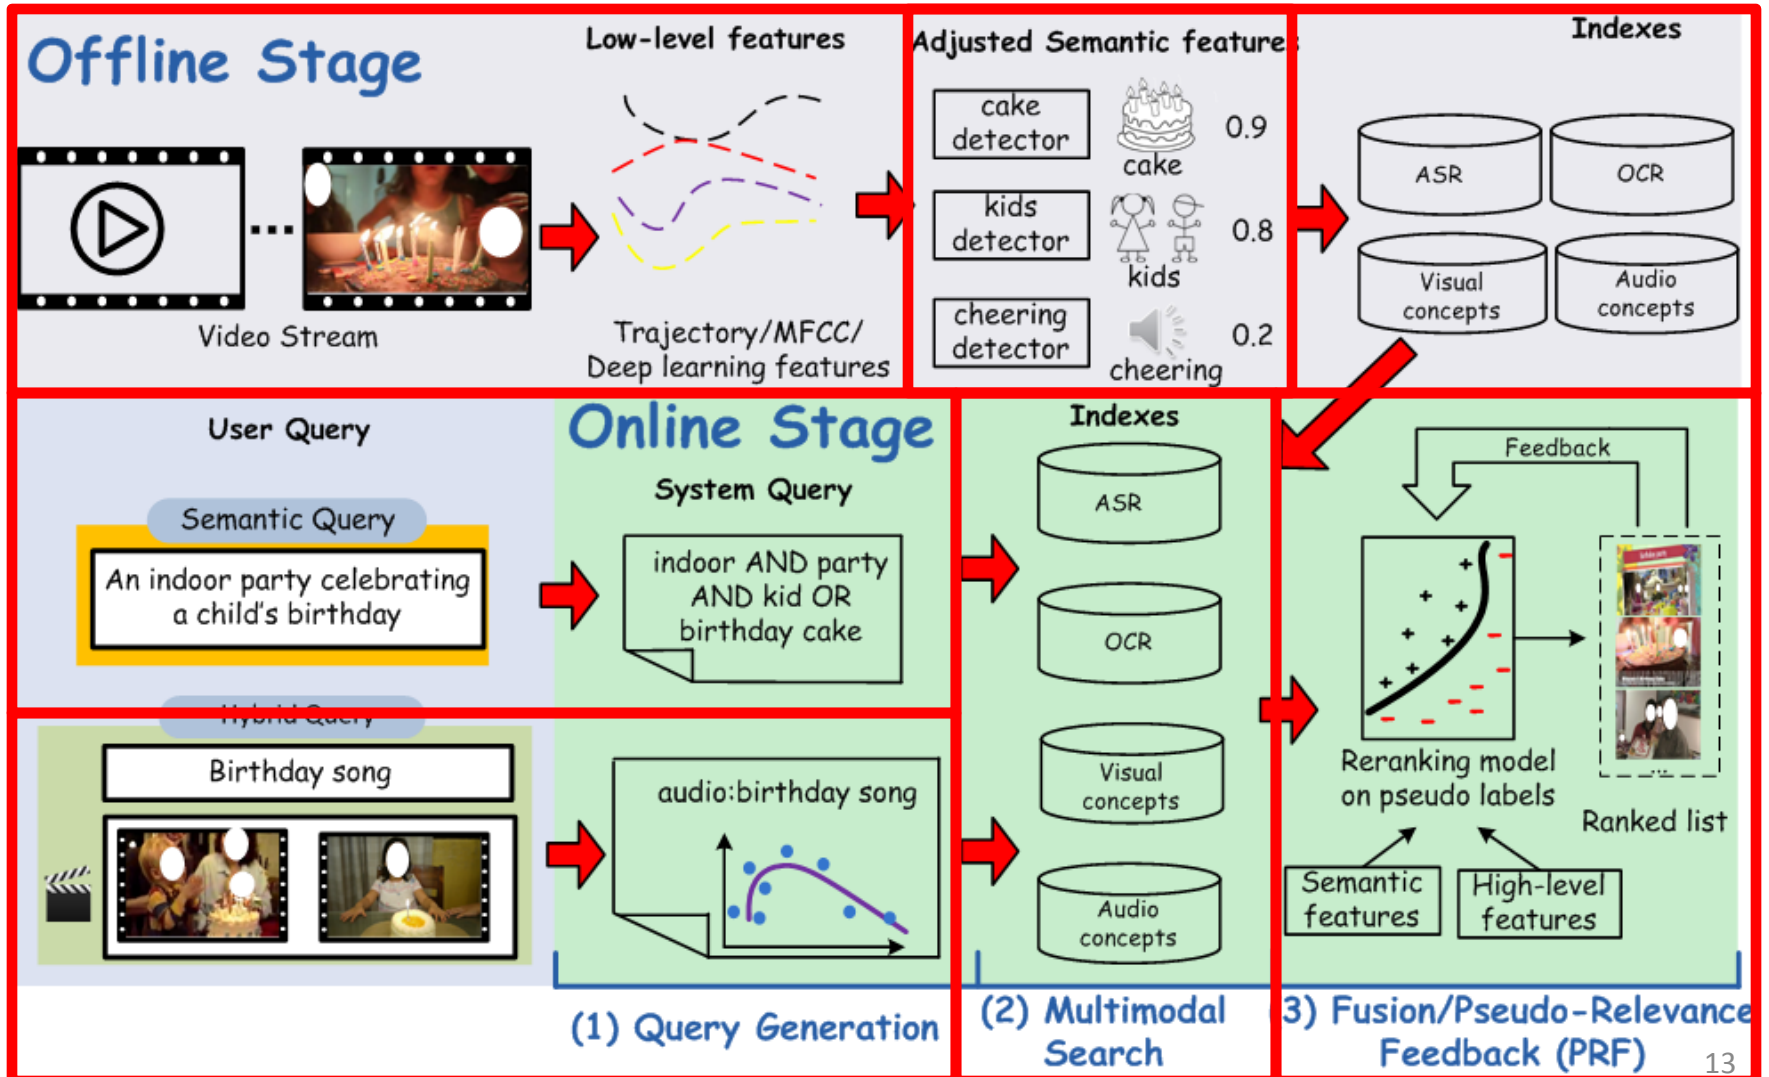 Offline Stage
Low-level features
Adjusted Semantic features
Indexes
cake
detector
cake
0.9
kids
detector
kids
0.8
cheering
detector
cheering
0.2
ASR
OCR
Visual
concepts
Audio
concepts
Video Stream
Trajectory/MFCC/
Deep learning features
User Query
Online Stage
System Query
Semantic Query
An indoor party celebrating
a child's birthday
indoor AND party
AND kid OR
birthday cake
Hybrid Query
Birthday song
audio:birthday song
Indexes
ASR
OCR
Visual
concepts
Audio
concepts
Feedback
Reranking model
on pseudo labels
...
Ranked list
Semantic
features
High-level
features
(1) Query Generation
(2) Multimodal
Search
3) Fusion/Pseudo-Relevance
Feedback (PRF)
13